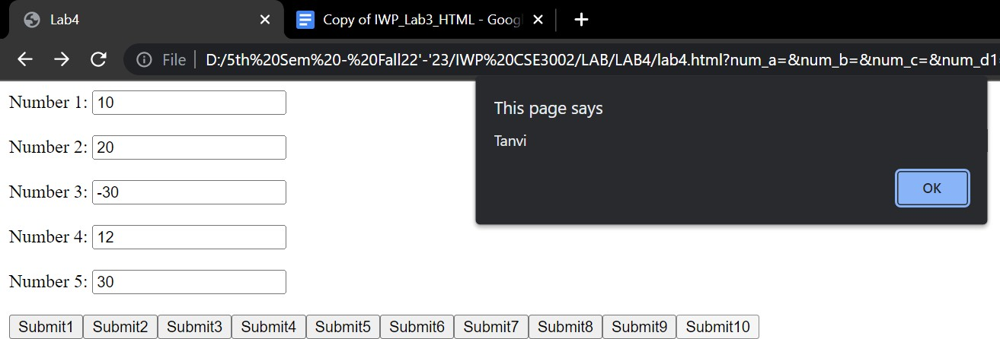 Lab4
Copy of IWP_Lab3_HTML - Goog
File
D:/5th%20Sem%20-%20Fall22'-'23/IWP%20CSE3002/LAB/LAB4/lab4.html?num_a=&num_b=&num_c=&num_d1
This page says
Tanvi
OK
Number 1: 10
Number 2: 20
Number 3: -30
Number 4: 12
Number 5: 30
Submit1 Submit2 Submit3 Submit4 Submit5 Submit6 Submit7 Submit8 Submit9 Submit10